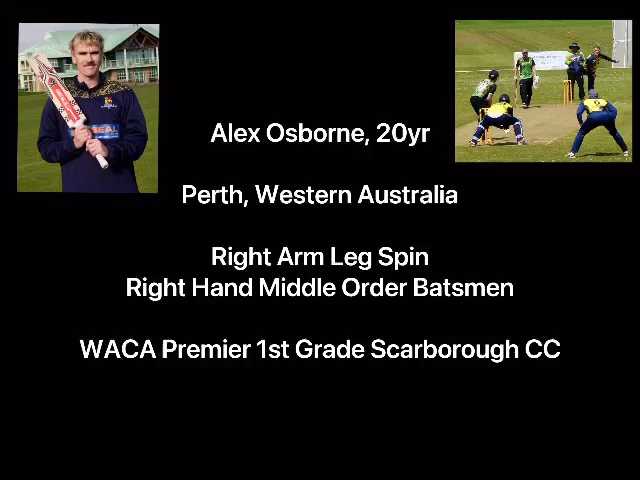 Alex Osborne, 20yr
Perth, Western Australia
Right Arm Leg Spin
Right Hand Middle Order Batsmen
WACA Premier 1st Grade Scarborough CC